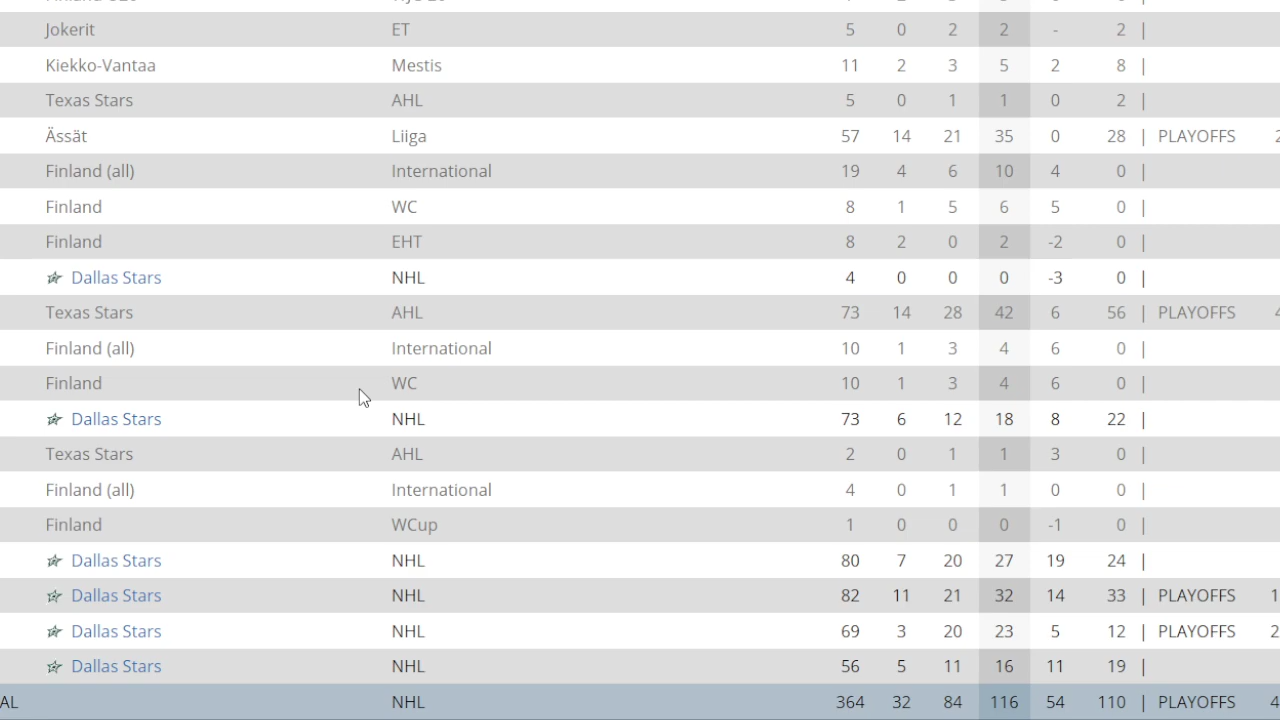 Jokerit ET 5 0 2 2 - 2 |
Kiekko-Vantaa Mestis 11 2 3 5 2 8 |
Texas Stars AHL 5 0 1 1 0 2 |
Ässät Liiga 57 14 21 35 0 28 | PLAYOFFS
Finland (all) International 19 4 6 10 4 0 |
Finland WC 8 1 5 6 5 0 |
Finland EHT 8 2 0 2 -2 0 |
Dallas Stars NHL 4 0 0 0 -3 0 |
Texas Stars AHL 73 14 28 42 6 56 | PLAYOFFS
Finland (all) International 10 1 3 4 6 0 |
Finland WC 10 1 3 4 6 0 |
Dallas Stars NHL 73 6 12 18 8 22 |
Texas Stars AHL 2 0 1 1 3 0 |
Finland (all) International 4 0 1 1 0 0 |
Finland WCup 1 0 0 0 -1 0 |
Dallas Stars NHL 80 7 20 27 19 24 |
Dallas Stars NHL 82 11 21 32 14 33 | PLAYOFFS 1
Dallas Stars NHL 69 3 20 23 5 12 | PLAYOFFS 2
Dallas Stars NHL 56 5 11 16 11 19 |
AL NHL 364 32 84 116 54 110 | PLAYOFFS 4